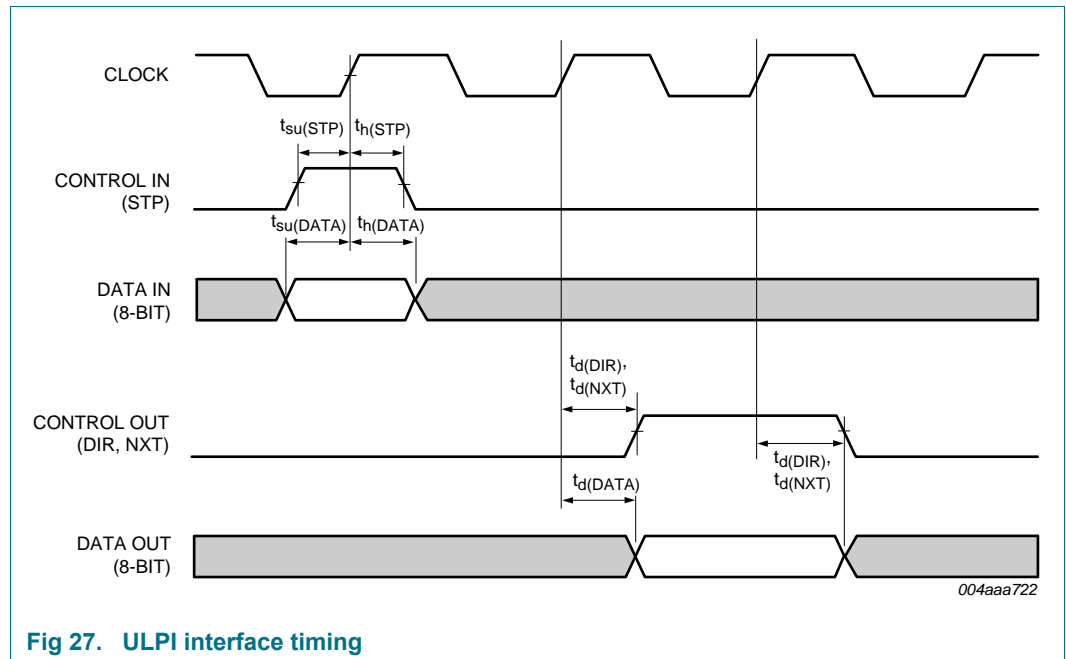 CLOCK
tsu(STP) th(STP)
CONTROL IN
(STP)
tsu(DATA) th(DATA)
DATA IN
(8-BIT)
td(DIR),
td(NXT)
CONTROL OUT
(DIR, NXT)
td(DIR),
td(NXT)
td(DATA)
DATA OUT
(8-BIT)
004aaa722
Fig 27. ULPI interface timing